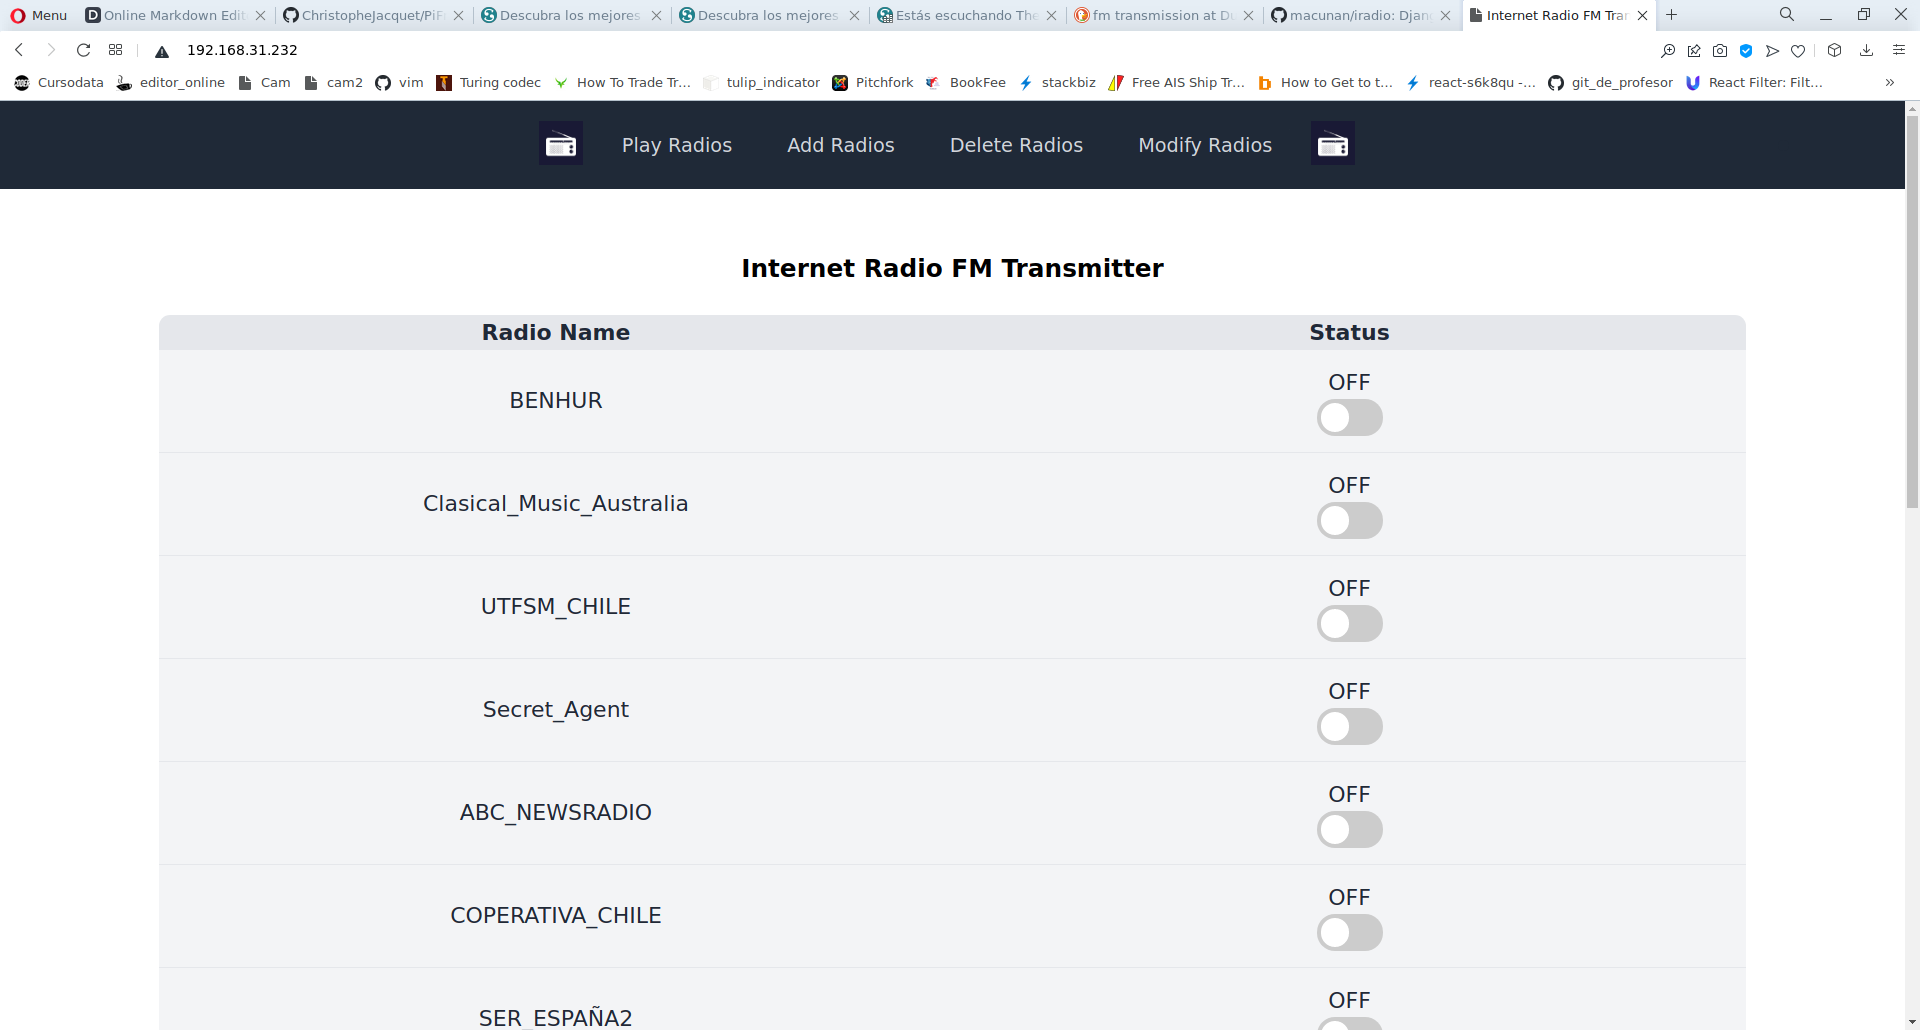 Menu
Online Markdown Edit
ChristopheJacquet/PiF
Descubra los mejores
Descubra los mejores
Estás escuchando The
fm transmission at Du
macunan/iradio: Djan
Internet Radio FM Tran
192.168.31.232
Cursodata
editor_online
Cam
cam2
vim
Turing codec
How To Trade Tr...
tulip_indicator
Pitchfork
BookFee
stackbiz
Free AIS Ship Tr...
How to Get to t...
react-s6k8qu -...
git_de_profesor
React Filter: Filt...
»
Play Radios
Add Radios
Delete Radios
Modify Radios
Internet Radio FM Transmitter
Radio Name
Status
BENHUR
OFF
Clasical_Music_Australia
OFF
UTFSM_CHILE
OFF
Secret_Agent
OFF
ABC_NEWSRADIO
OFF
COPERATIVA_CHILE
OFF
SER_ESPAÑA2
OFF